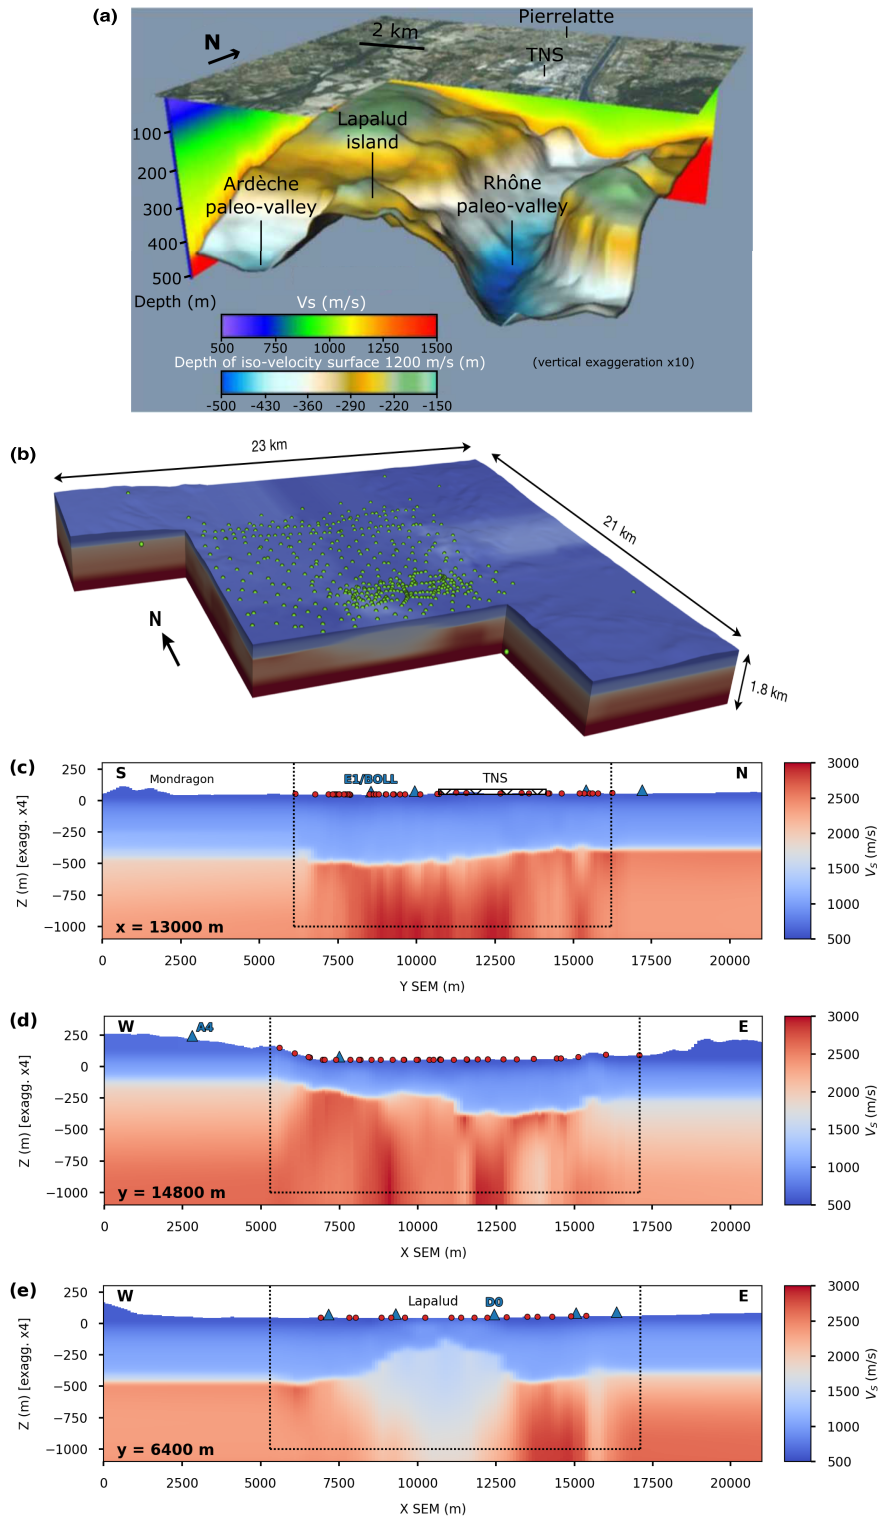 (a)
Pierrelatte
2 km
N
TNS
100
Lapalud
island
200
Ardèche
paleo-valley
Rhône
paleo-valley
300
400
500
Depth (m)
Vs (m/s)
500 750 1000 1250 1500
Depth of iso-velocity surface 1200 m/s (m)
(vertical exaggeration x10)
-500 -430 -360 -290 -220 -150
(b)
23 km
21 km
N
1.8 km
(c)
S
Mondragon
E1/BOLL
TNS
N
250
0
−250
−500
−750
−1000
Z (m) [exagg. x4]
x = 13000 m
0 2500 5000 7500 10000 12500 15000 17500 20000
Y SEM (m)
3000
2500
2000
1500
1000
500
VS (m/s)
(d)
W
A4
E
250
0
−250
−500
−750
−1000
Z (m) [exagg. x4]
y = 14800 m
0 2500 5000 7500 10000 12500 15000 17500 20000
X SEM (m)
3000
2500
2000
1500
1000
500
VS (m/s)
(e)
W
Lapalud
D0
E
250
0
−250
−500
−750
−1000
Z (m) [exagg. x4]
y = 6400 m
0 2500 5000 7500 10000 12500 15000 17500 20000
X SEM (m)
3000
2500
2000
1500
1000
500
VS (m/s)